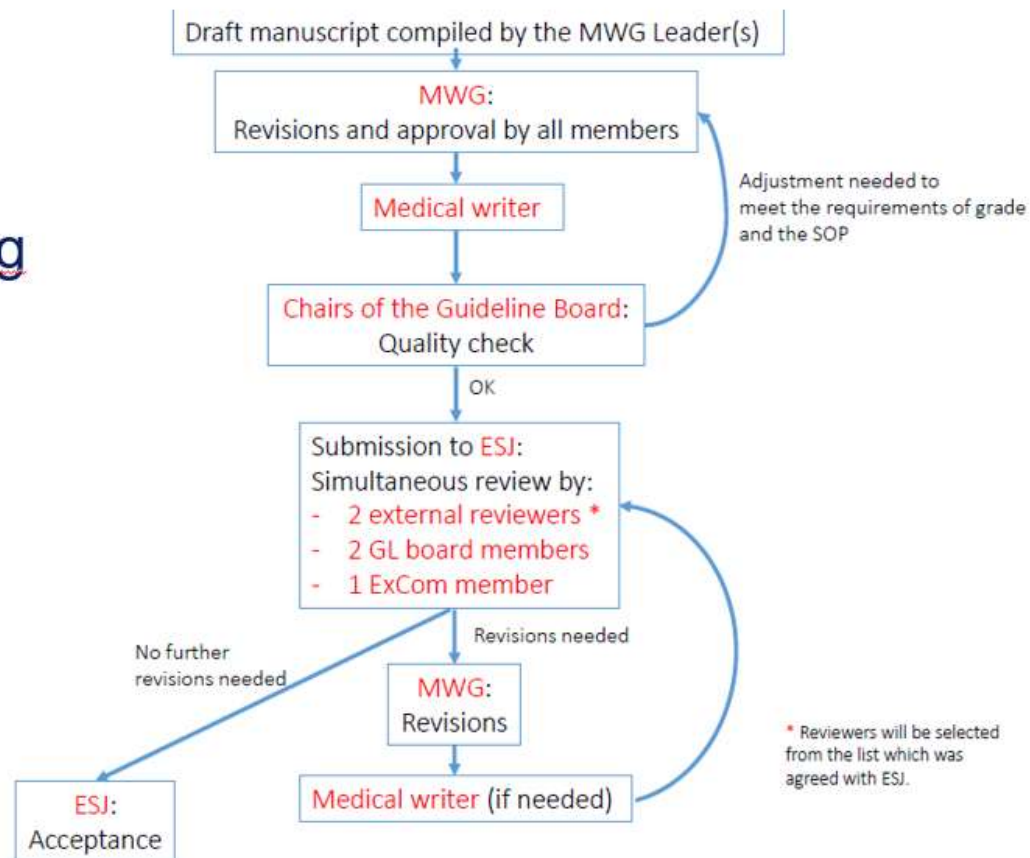 Draft manuscript compiled by the MWG Leader(s)
MWG:
Revisions and approval by all members
Adjustment needed to
meet the requirements of grade
and the SOP
Medical writer
g
Chairs of the Guideline Board:
Quality check
OK
Submission to ESJ:
Simultaneous review by:
- 2 external reviewers *
- 2 GL board members
- 1 ExCom member
No further
revisions needed
Revisions needed
MWG:
Revisions
* Reviewers will be selected
from the list which was
agreed with ESJ.
Medical writer (if needed)
ESJ:
Acceptance